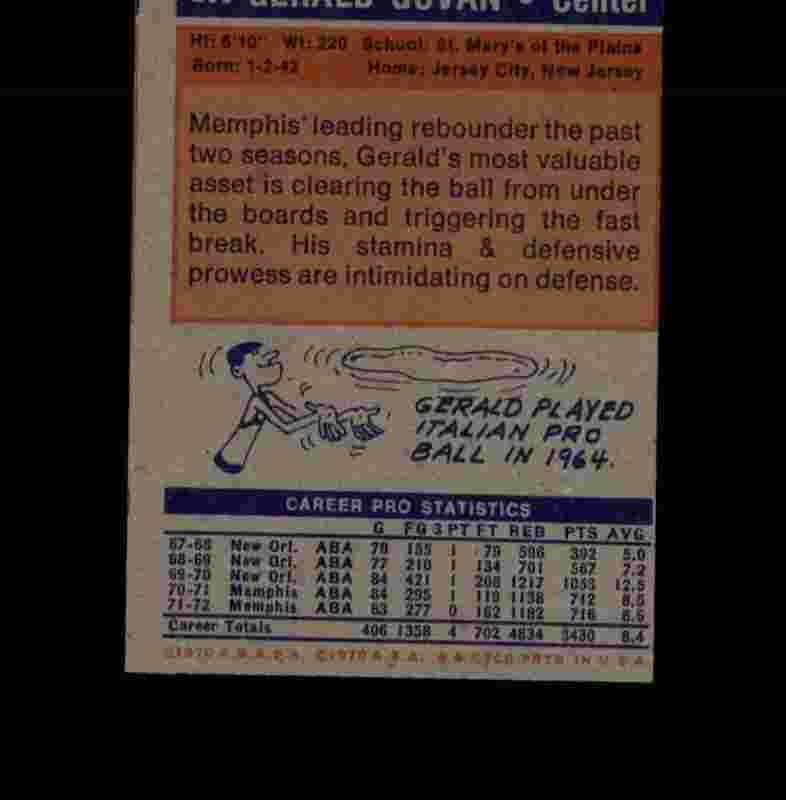 GERALD GOVAN • Center
Ht: 6'10" Wt: 220 School: St. Mary's of the Plains
Born: 1-2-42 Home: Jersey City, New Jersey
Memphis' leading rebounder the past
two seasons, Gerald's most valuable
asset is clearing the ball from under
the boards and triggering the fast
break. His stamina & defensive
prowess are intimidating on defense.
GERALD PLAYED
ITALIAN PRO
BALL IN 1964.
CAREER PRO STATISTICS
G FG 3 PT FT REB PTS AVG.
67-68 New Orl. ABA 78 155 1 79 596 392 5.0
68-69 New Orl. ABA 77 210 1 134 701 567 7.2
69-70 New Orl. ABA 84 421 1 208 1217 1053 12.5
70-71 Memphis ABA 84 295 1 119 1138 712 8.5
71-72 Memphis ABA 83 277 0 162 1182 716 8.6
Career Totals 406 1358 4 702 4834 3430 8.4
PRTD. IN U.S.A.